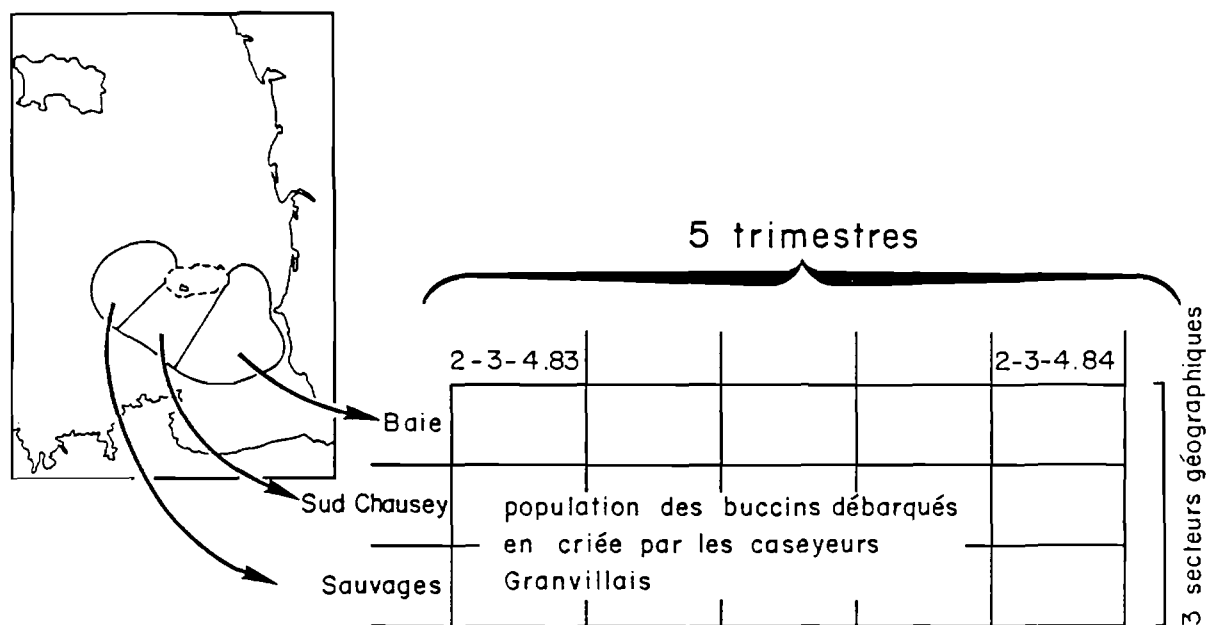 5 trimestres
2-3-4.83
2-3-4.84
3 secteurs géographiques
Baie
Sud Chausey
population des buccins débarqués
en criée par les caseyeurs
Granvillais
Sauvages